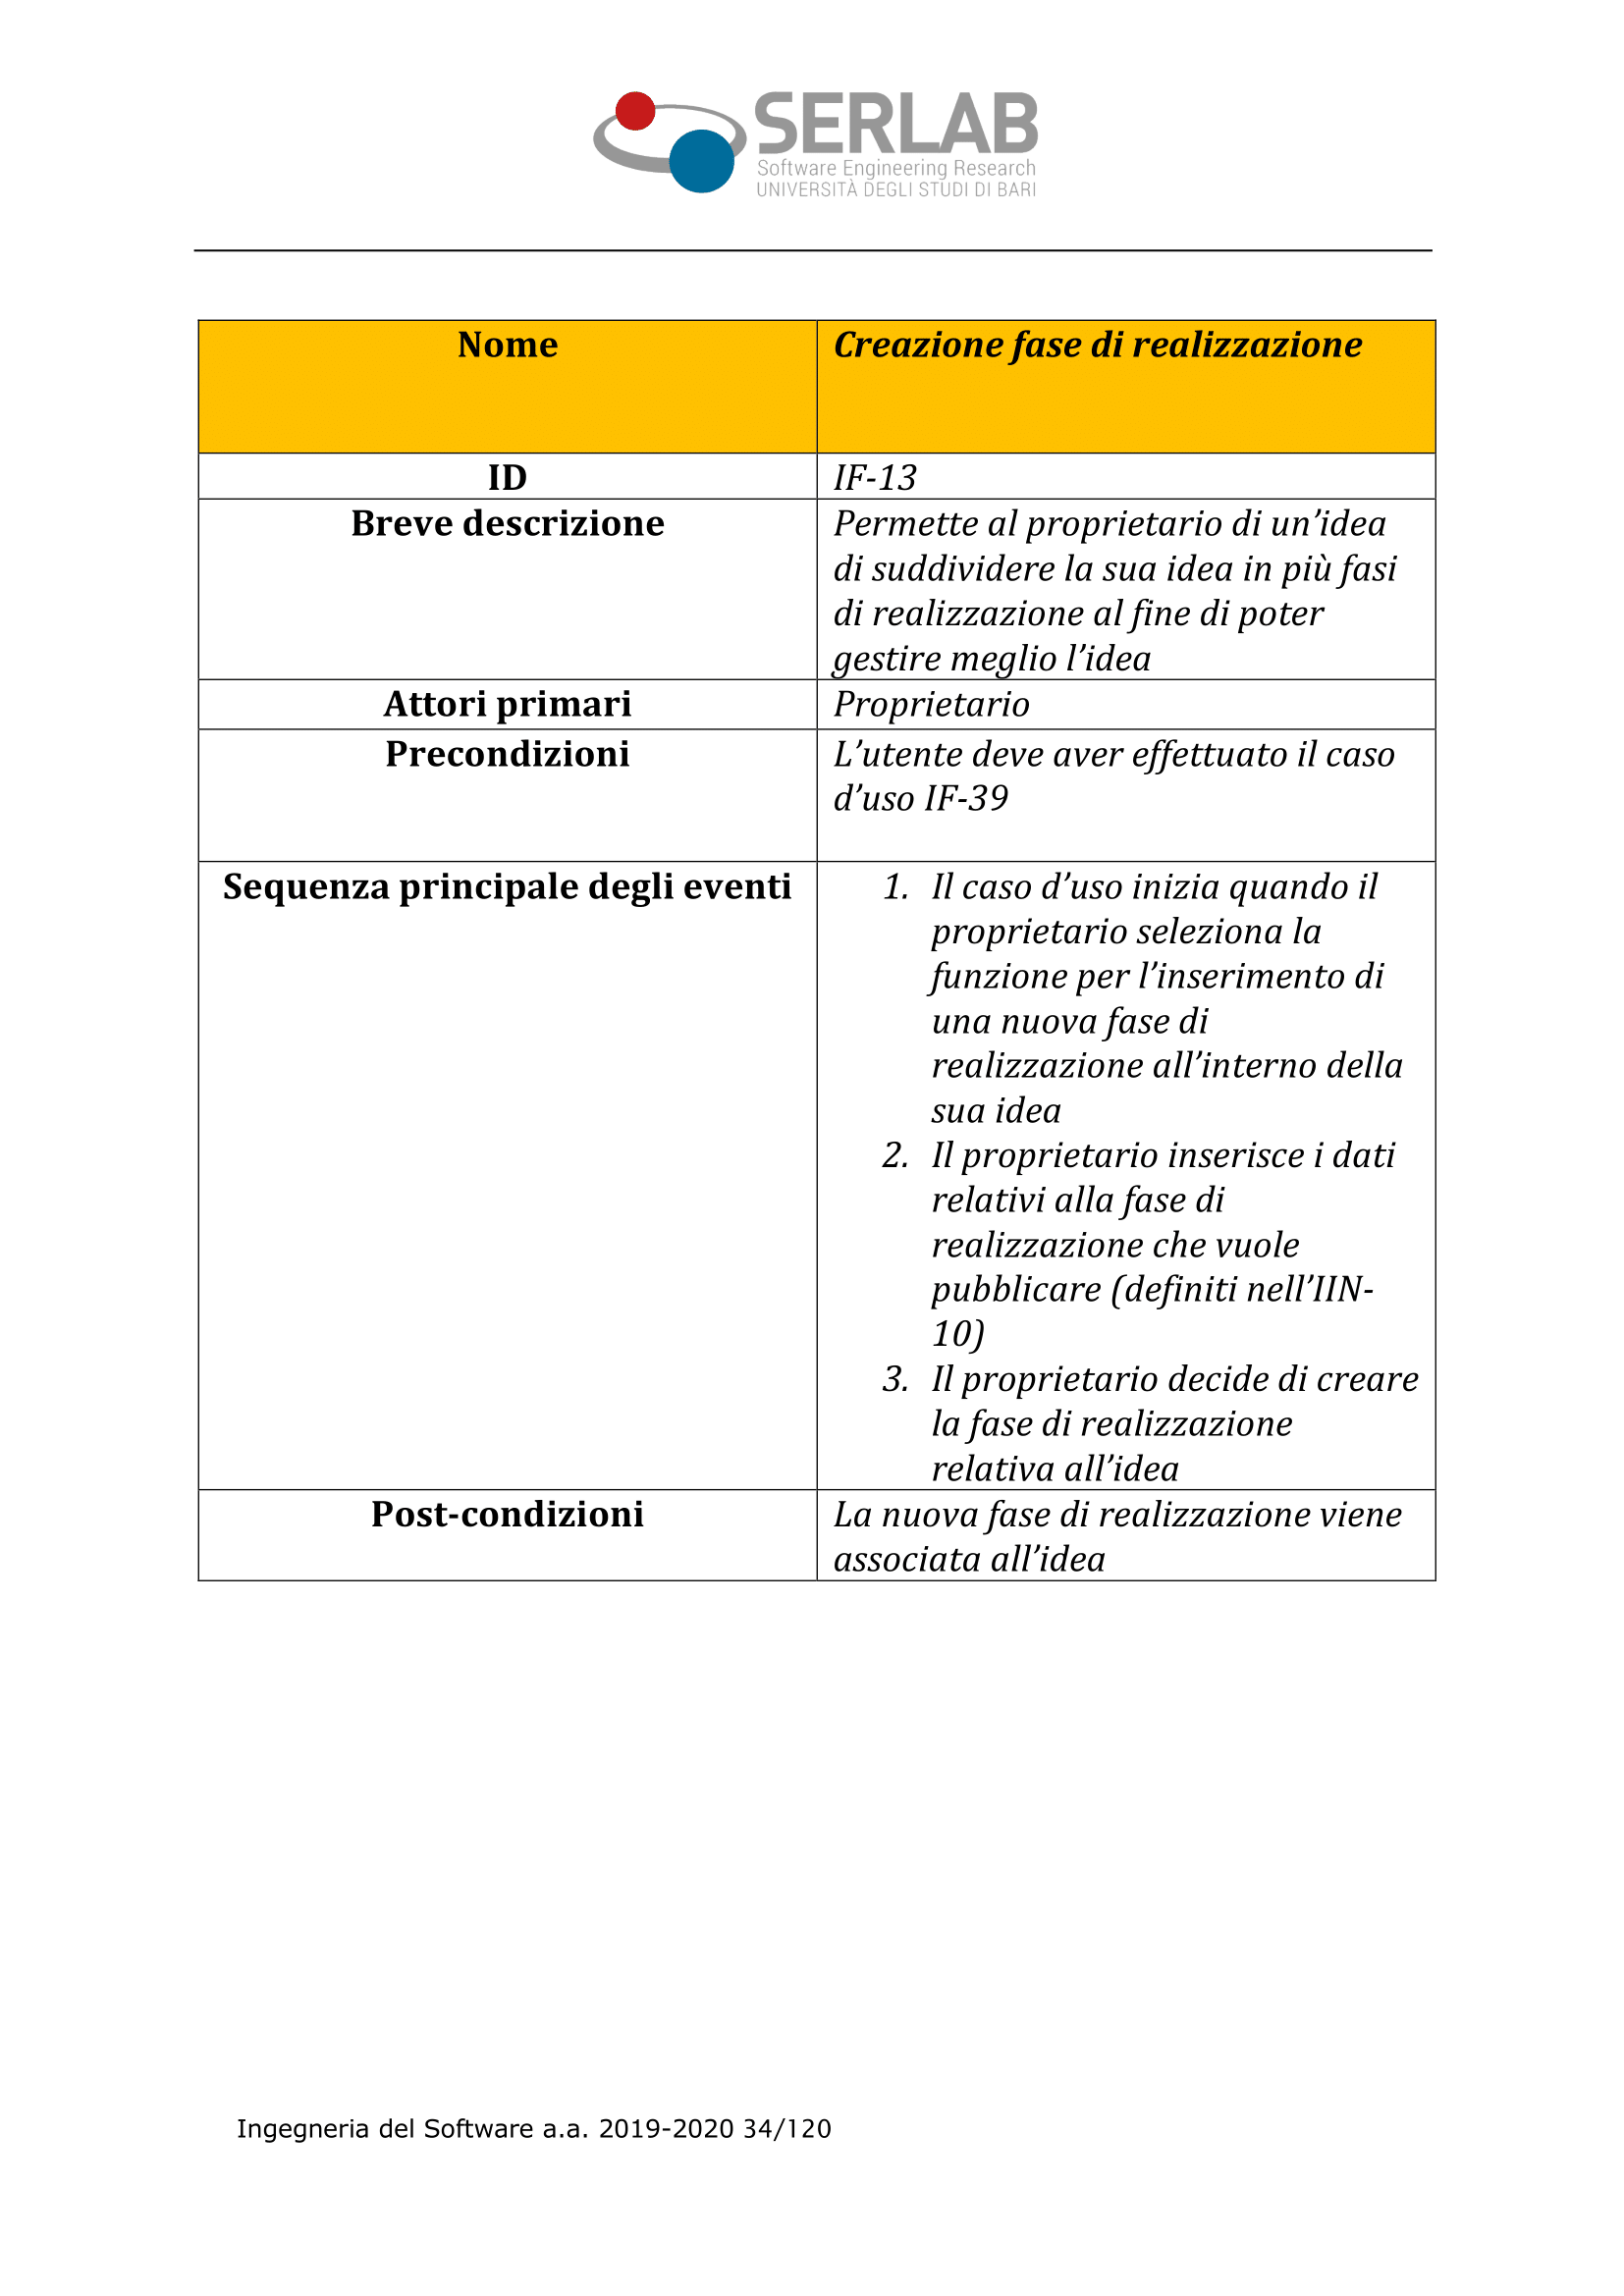 SERLAB
Software Engineering Research
UNIVERSITÀ DEGLI STUDI DI BARI
Nome
Creazione fase di realizzazione
ID
IF-13
Breve descrizione
Permette al proprietario di un’idea
di suddividere la sua idea in più fasi
di realizzazione al fine di poter
gestire meglio l’idea
Attori primari
Proprietario
Precondizioni
L’utente deve aver effettuato il caso
d’uso IF-39
Sequenza principale degli eventi
1. Il caso d’uso inizia quando il
proprietario seleziona la
funzione per l’inserimento di
una nuova fase di
realizzazione all’interno della
sua idea
2. Il proprietario inserisce i dati
relativi alla fase di
realizzazione che vuole
pubblicare (definiti nell’IIN-
10)
3. Il proprietario decide di creare
la fase di realizzazione
relativa all’idea
Post-condizioni
La nuova fase di realizzazione viene
associata all’idea
Ingegneria del Software a.a. 2019-2020 34/120